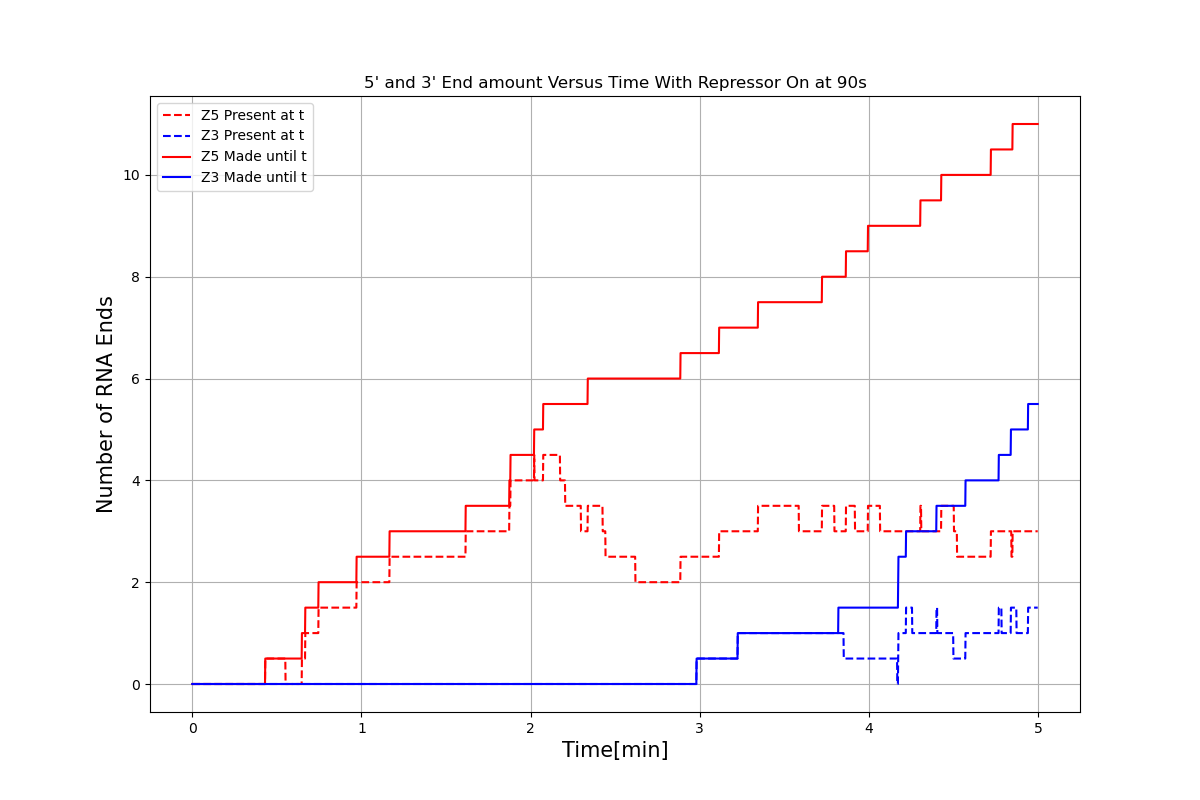 5' and 3' End amount Versus Time With Repressor On at 90s
Z5 Present at t
Z3 Present at t
Z5 Made until t
Z3 Made until t
Number of RNA Ends
10
8
6
4
2
0
0 1 2 3 4 5
Time[min]